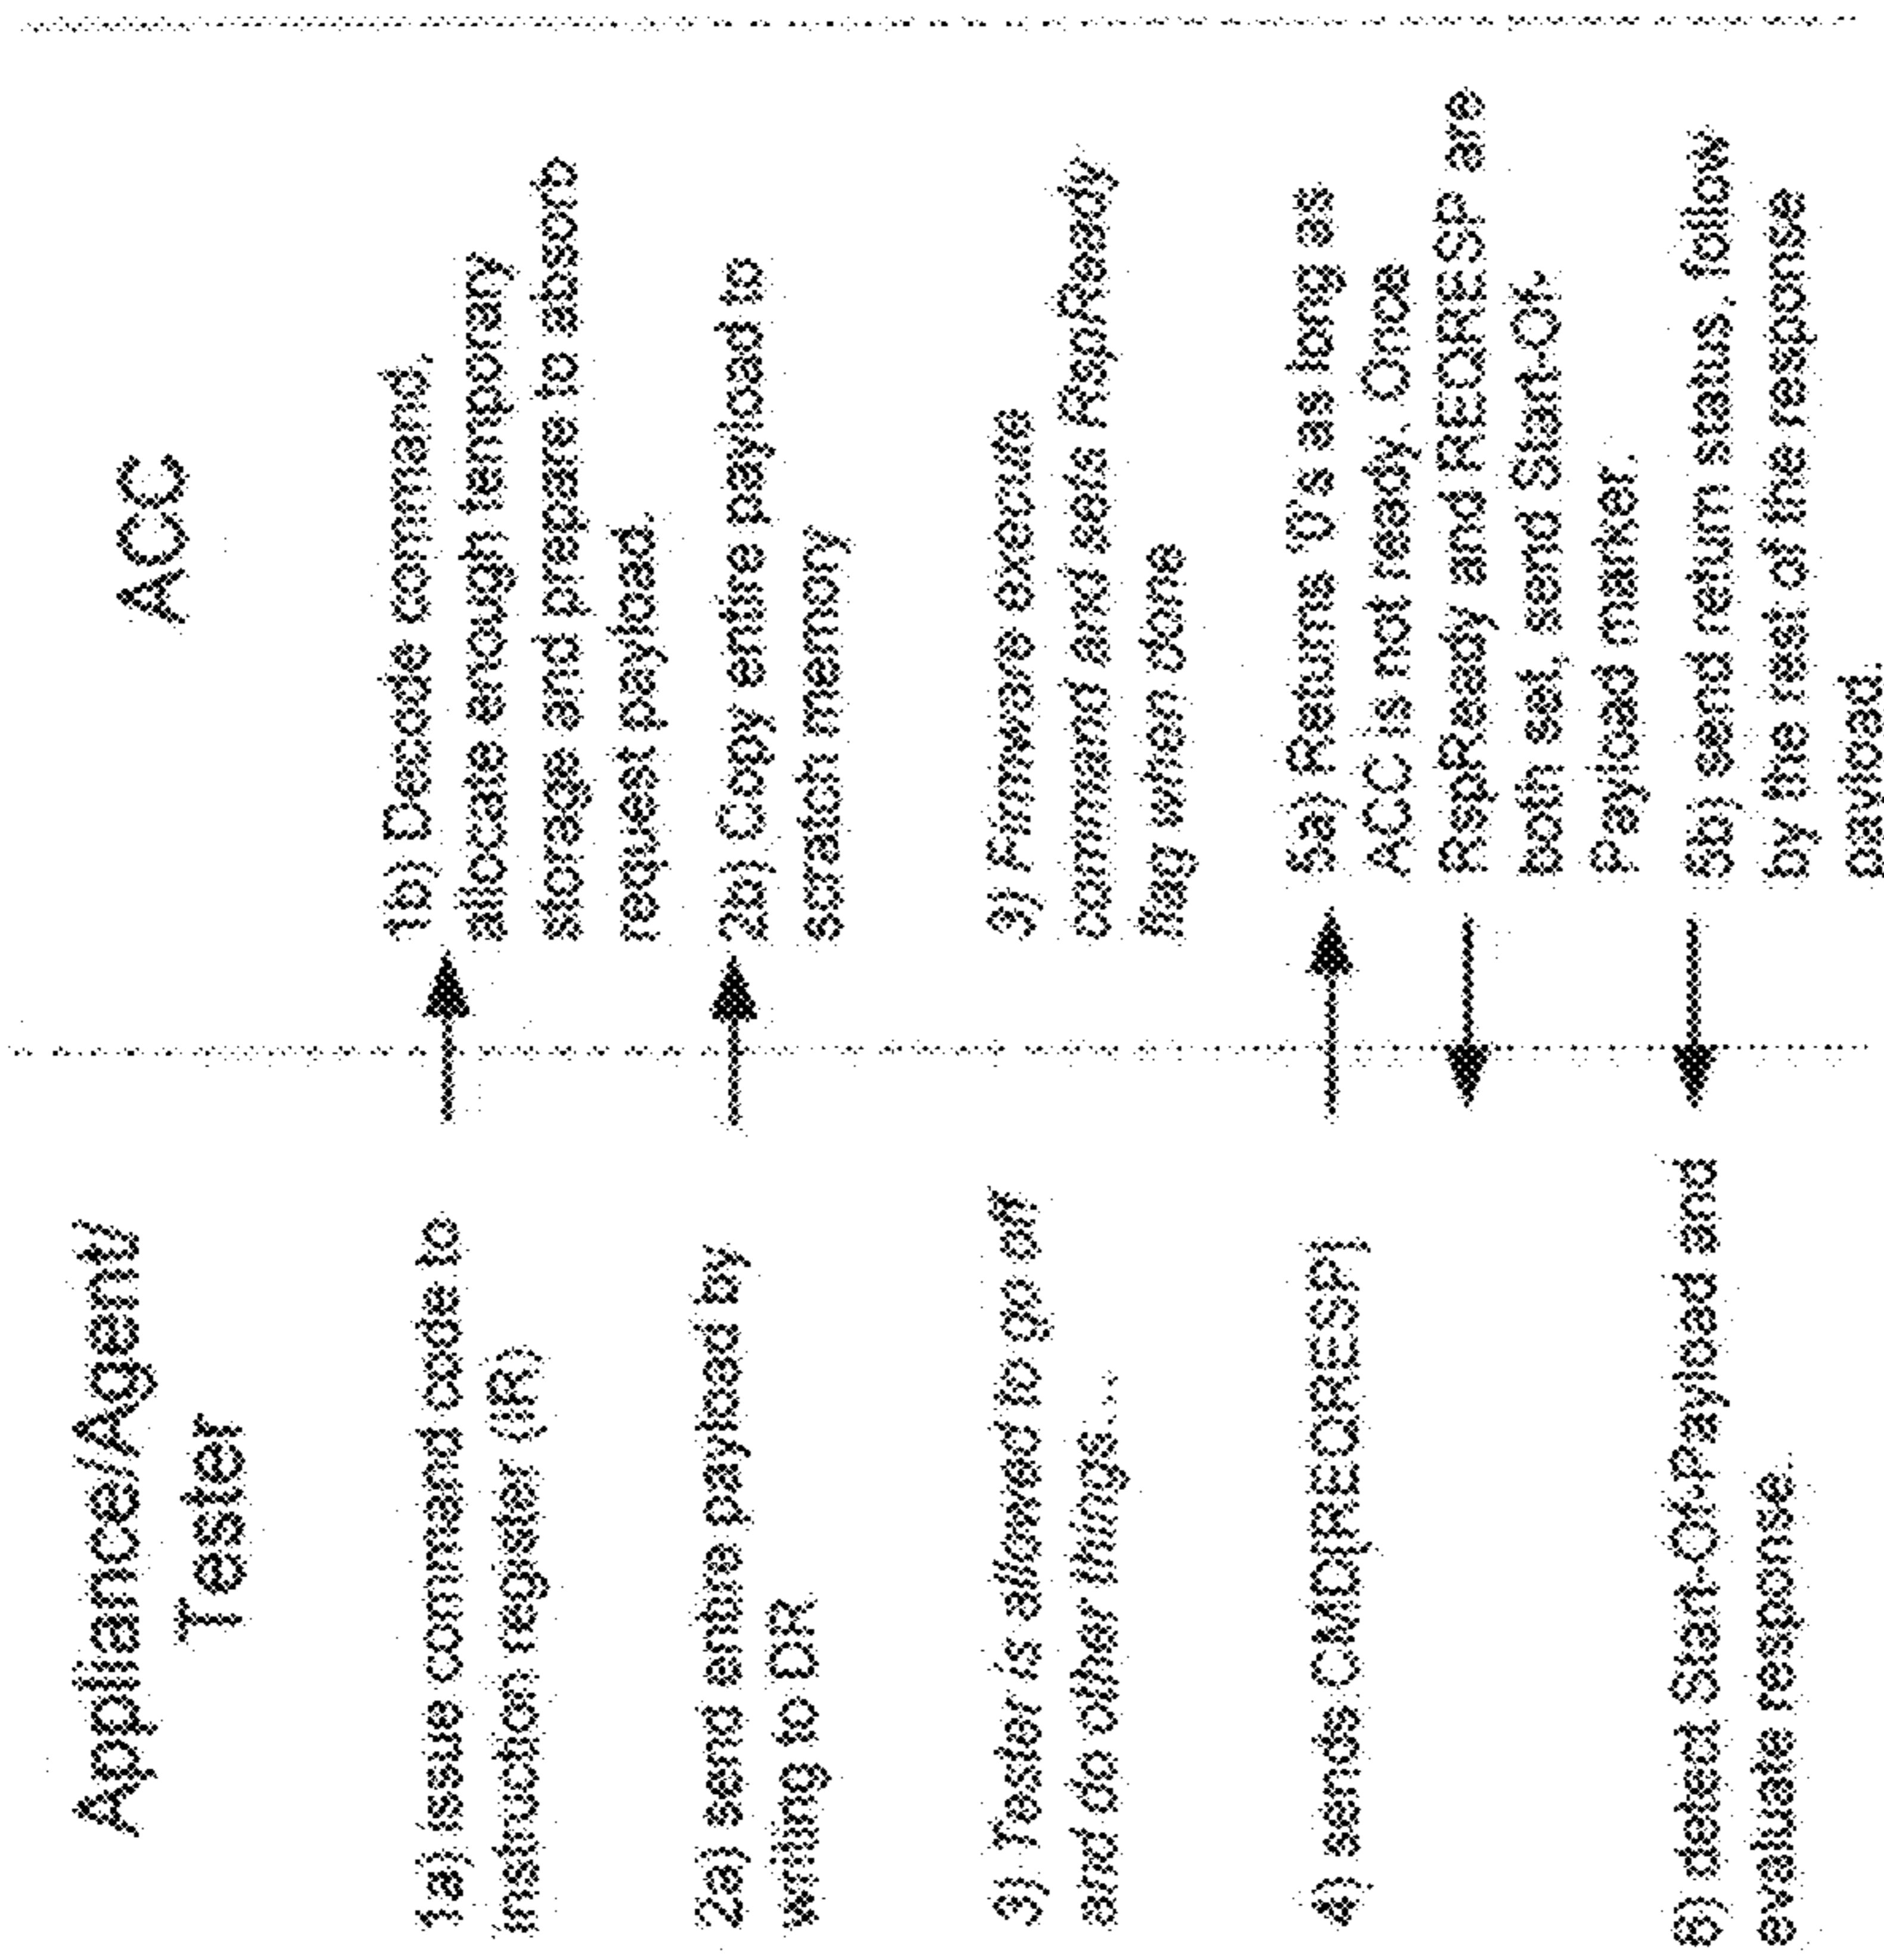 Appliance/Agent/
Tester
1a) issue command code to
instruction register (IR)
2a) send entire payload by
writing to DR
3) Tester is allowed to go off
and do other things...
4) sends CMD[REQRESP]
6) detect Start-Of-Payload and
evaluate response.
ACC
1b) Decode command,
allocate enough temporary
storage and prepare to absorb
request payload.
2b) Copy entire payload to
scratch memory
3) Firmware execute
command and sets RspReady
flag when done
5a) Returns '0's as long as
ACC is not ready. Once
RspReady and REQRESP are
both set, send Start-Of-
Payload marker.
5b) send return status, follow
by the rest of the response
payload.